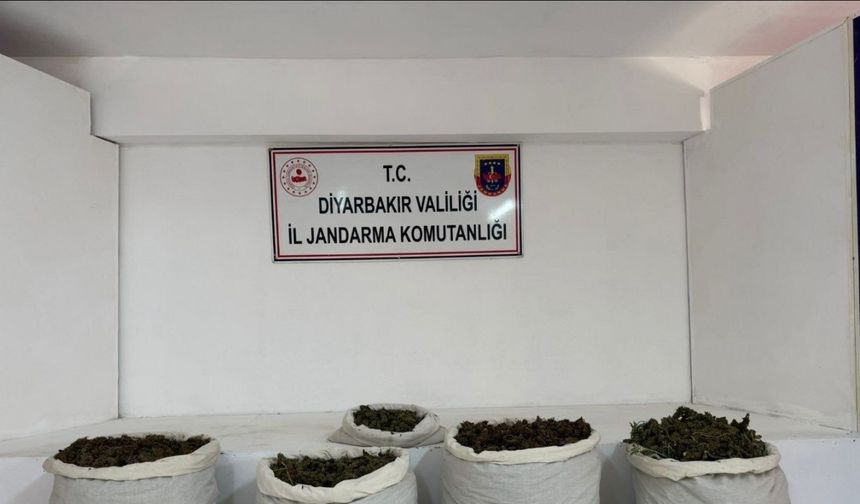 T.C.
DİYARBAKIR VALİLİĞİ
İL JANDARMA KOMUTANLIĞI